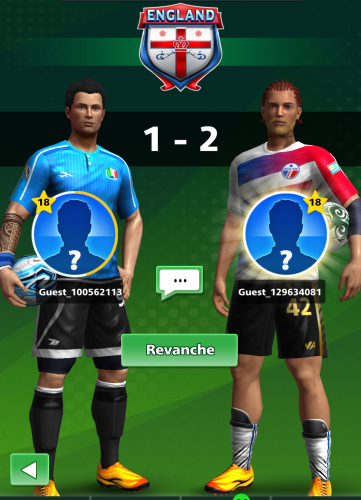 ENGLAND
1 - 2
18
18
?
?
...
Guest_100562113
Guest_129634081
42
Revanche